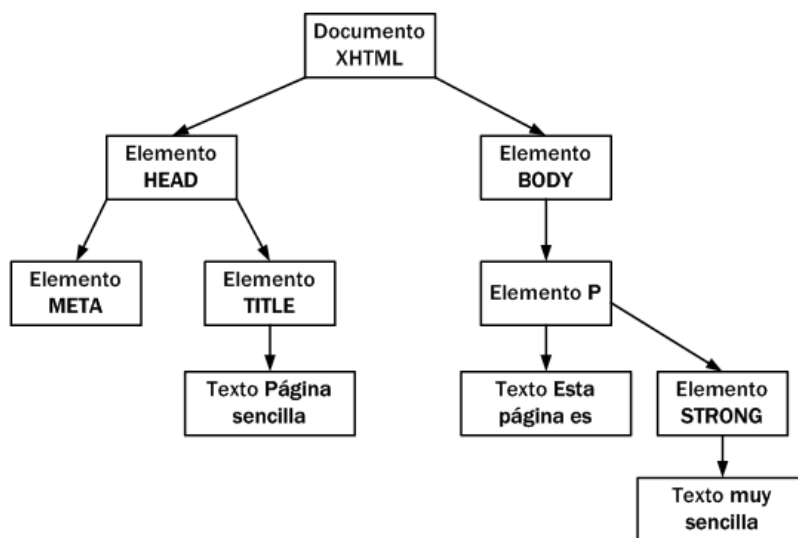 Documento
XHTML
Elemento
HEAD
Elemento
BODY
Elemento
META
Elemento
TITLE
Elemento P
Texto Página
sencilla
Texto Esta
página es
Elemento
STRONG
Texto muy
sencilla